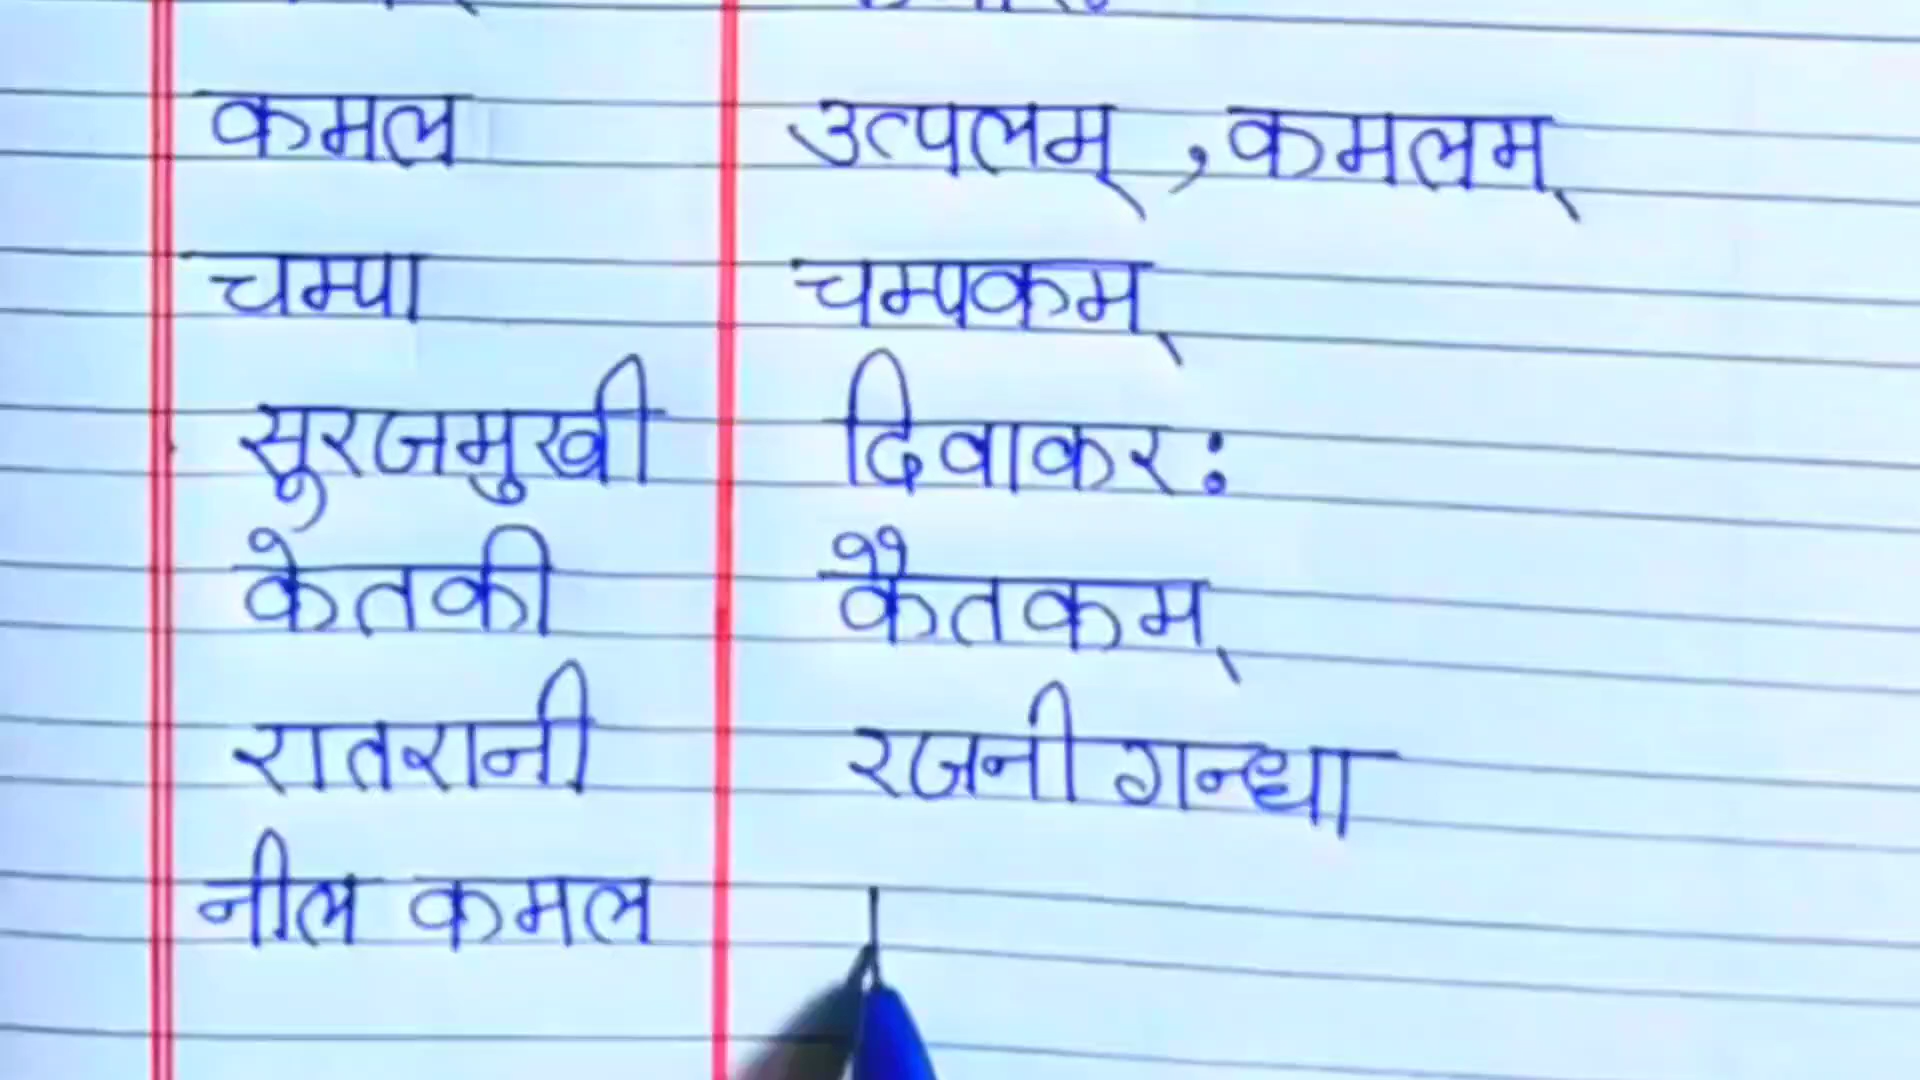 कमल उत्पलम् , कमलम्
चम्पा चम्पकम्
सूरजमुखी दिवाकर:
केतकी कैतकम्
रातरानी रजनी गन्धा
नील कमल